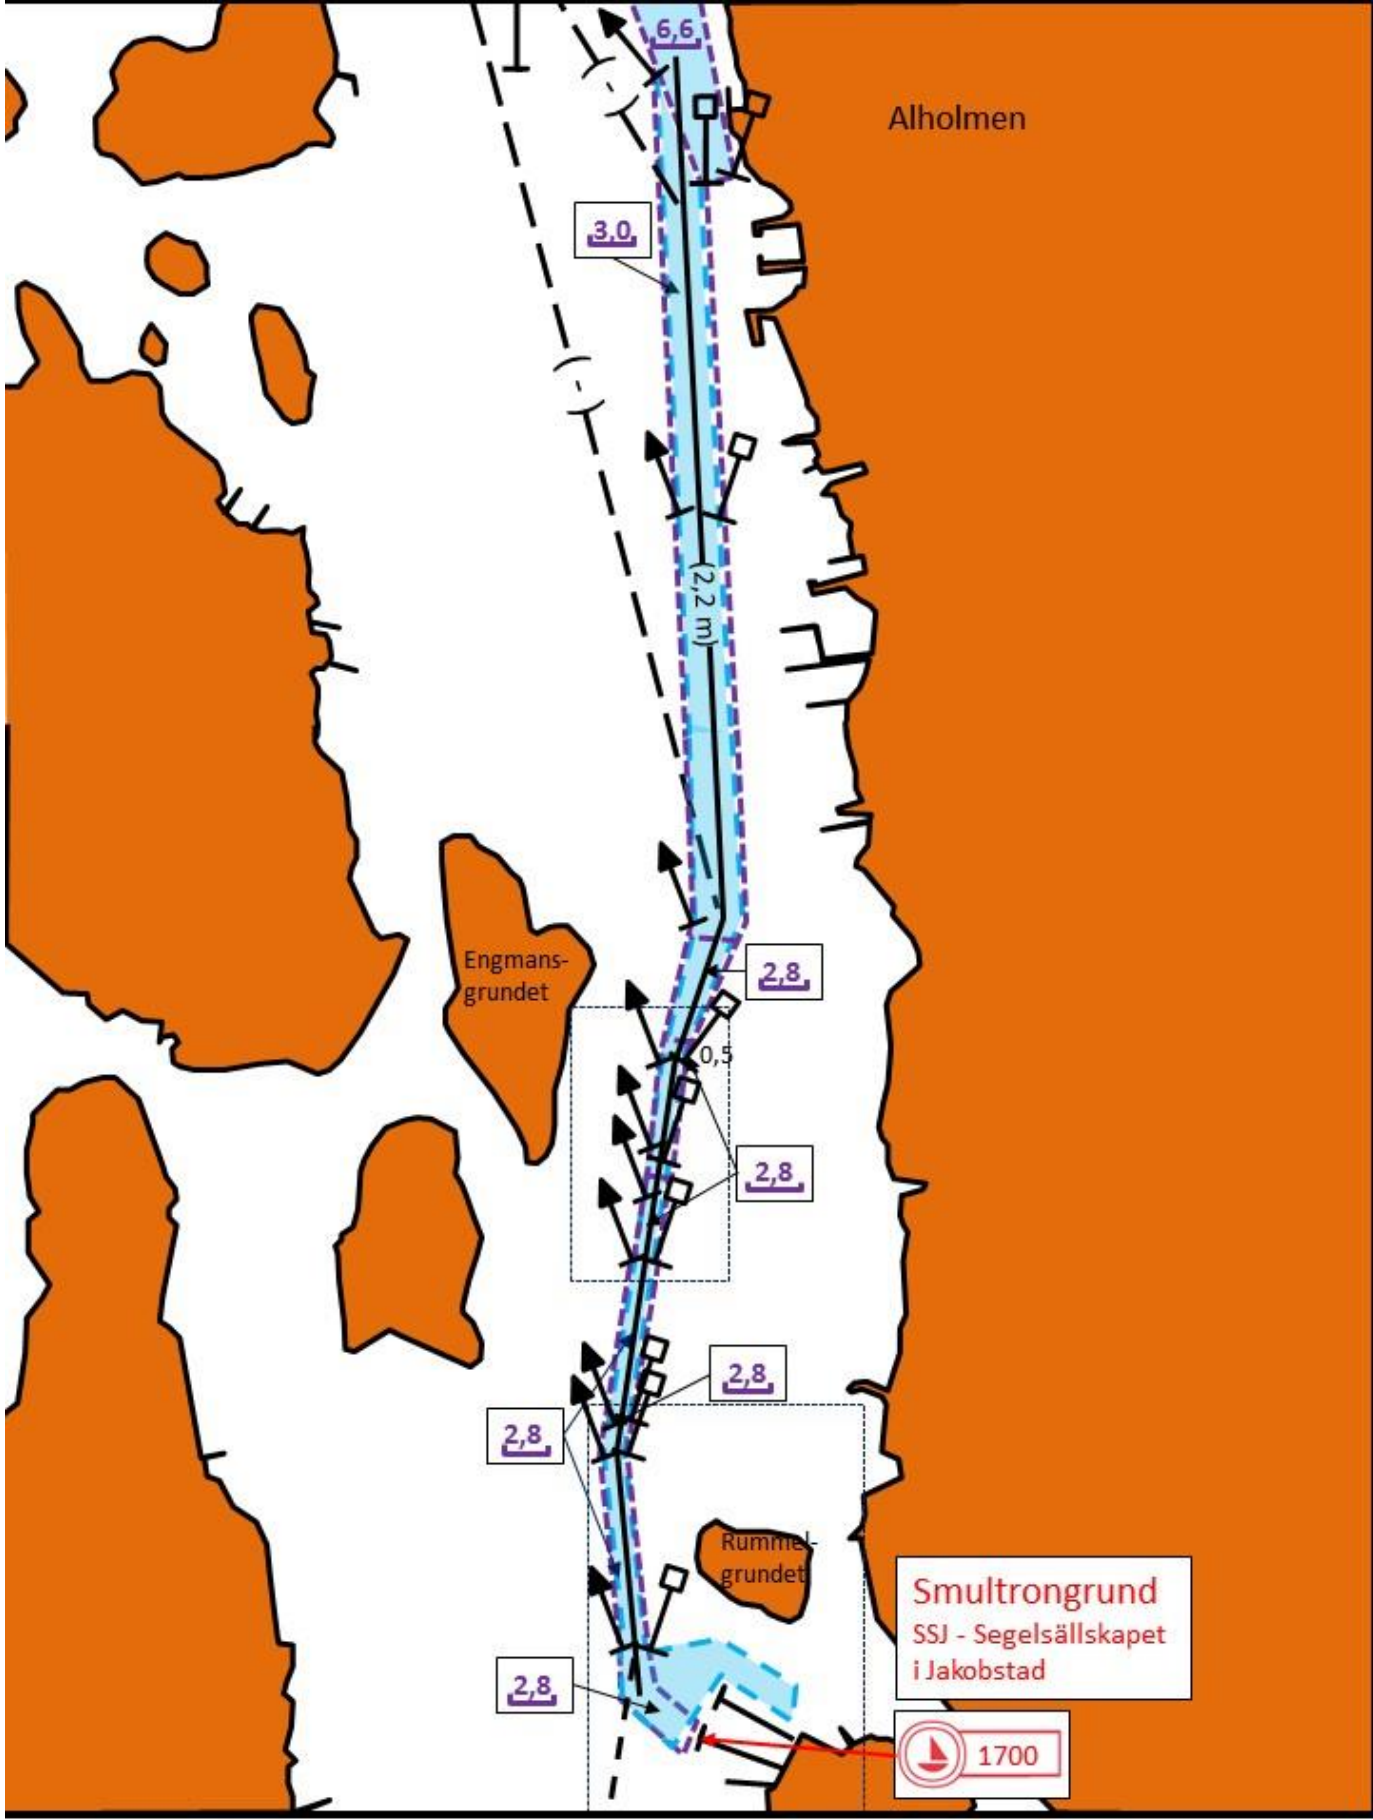 6,6
Alholmen
3,0
( - )
( - )
(2,2 m)
Engmans-
grundet
2,8
0,5
2,8
2,8
2,8
Rummel-
grundet
Smultrongrund
SSJ - Segelsällskapet
i Jakobstad
2,8
1700